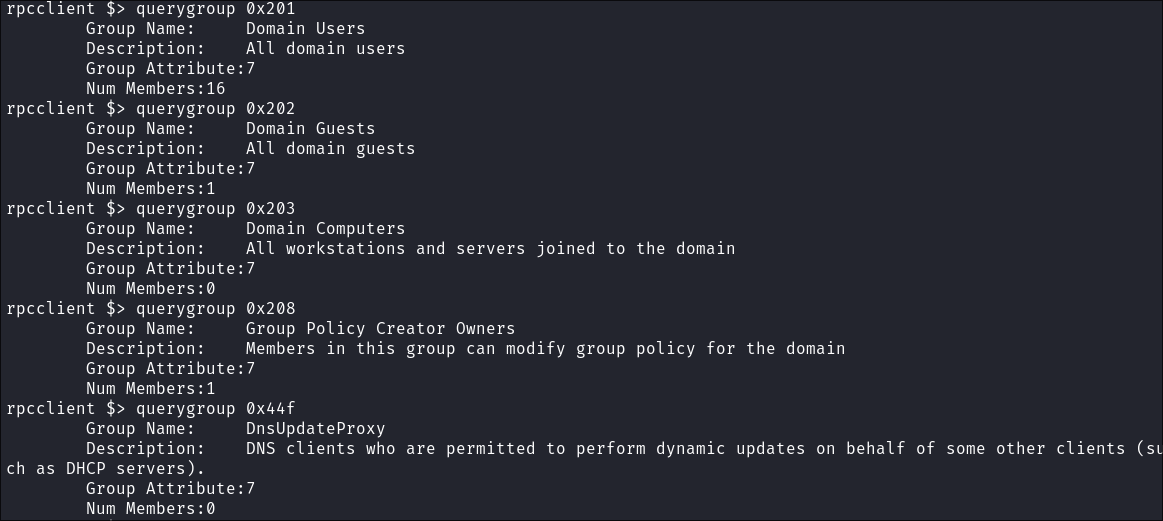 rpcclient $> querygroup 0x201
        Group Name:     Domain Users
        Description:    All domain users
        Group Attribute:7
        Num Members:16
rpcclient $> querygroup 0x202
        Group Name:     Domain Guests
        Description:    All domain guests
        Group Attribute:7
        Num Members:1
rpcclient $> querygroup 0x203
        Group Name:     Domain Computers
        Description:    All workstations and servers joined to the domain
        Group Attribute:7
        Num Members:0
rpcclient $> querygroup 0x208
        Group Name:     Group Policy Creator Owners
        Description:    Members in this group can modify group policy for the domain
        Group Attribute:7
        Num Members:1
rpcclient $> querygroup 0x44f
        Group Name:     DnsUpdateProxy
        Description:    DNS clients who are permitted to perform dynamic updates on behalf of some other clients (su
ch as DHCP servers).
        Group Attribute:7
        Num Members:0